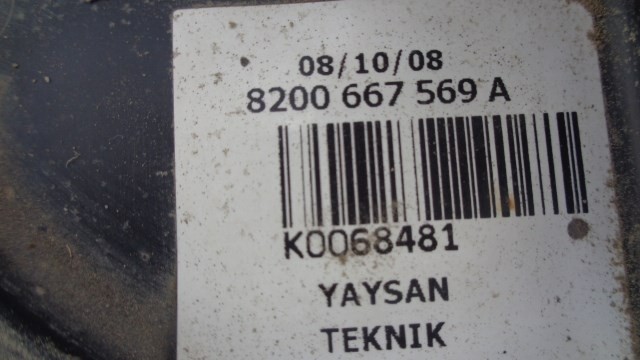 08/10/08
8200 667 569 A
K0068481
YAYSAN
TEKNIK